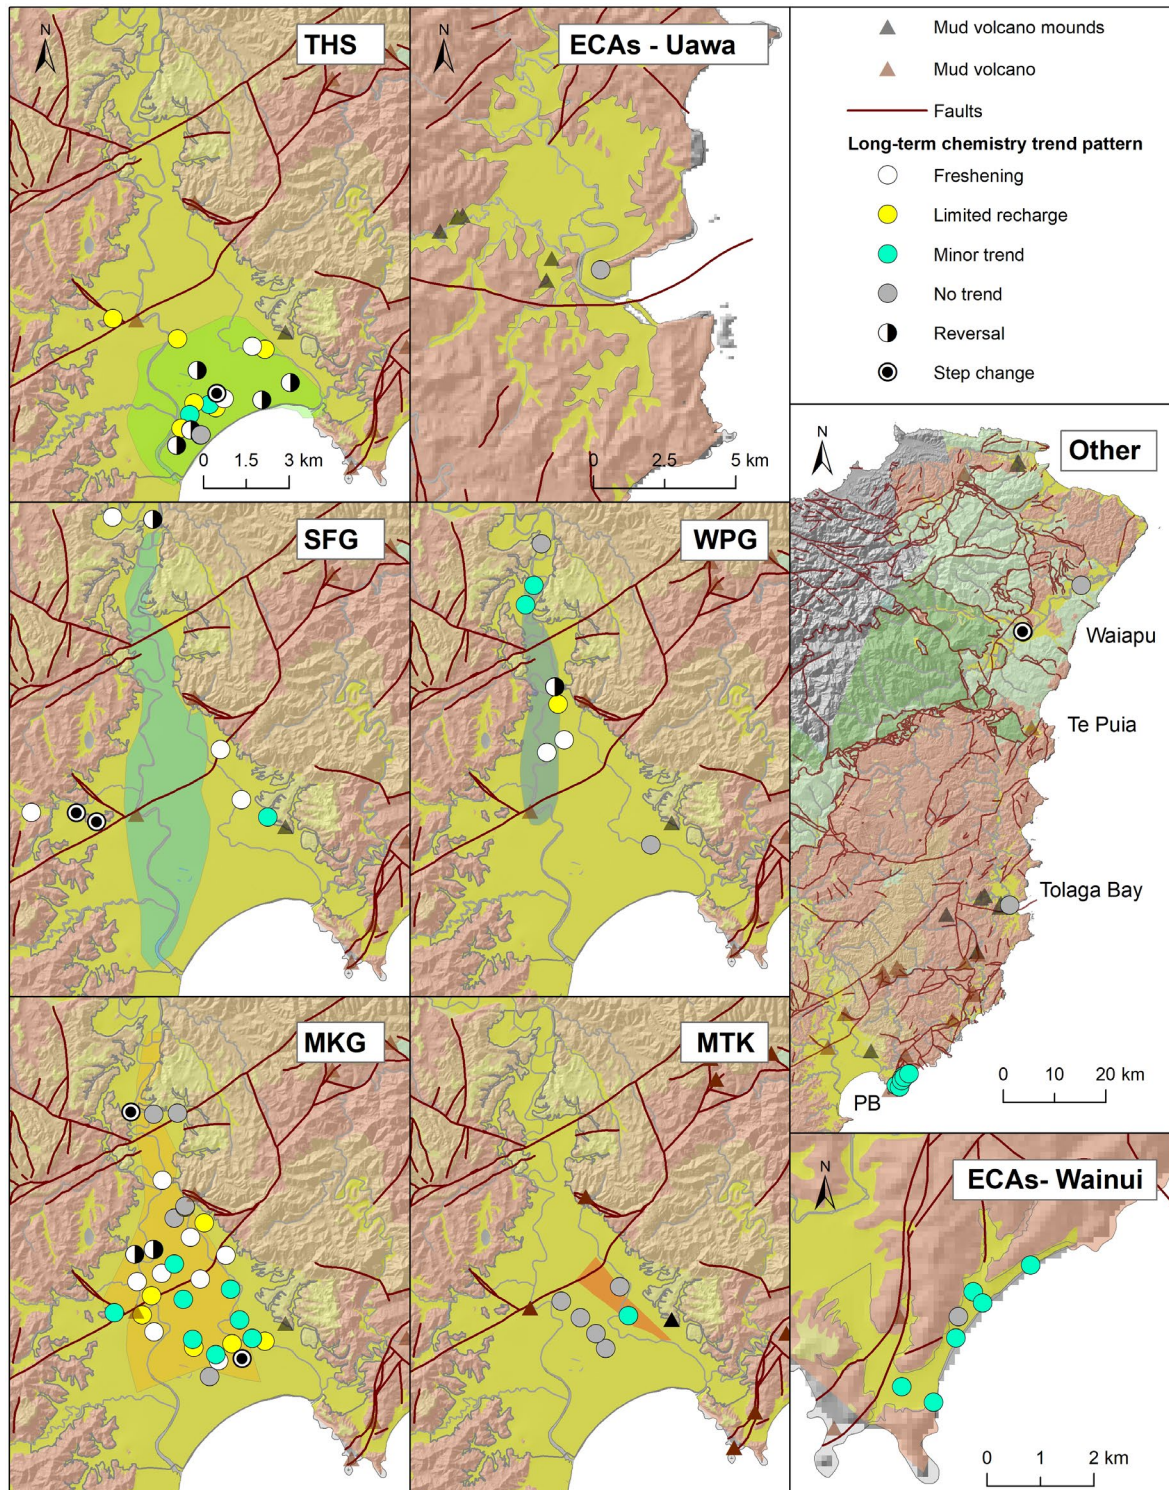 N
THS
0 1.5 3 km
N
ECAs - Uawa
0 2.5 5 km
Mud volcano mounds
Mud volcano
Faults
Long-term chemistry trend pattern
Freshening
Limited recharge
Minor trend
No trend
Reversal
Step change
SFG
WPG
N
Other
Waiapu
Te Puia
Tolaga Bay
PB
0 10 20 km
MKG
MTK
N
ECAs- Wainui
0 1 2 km